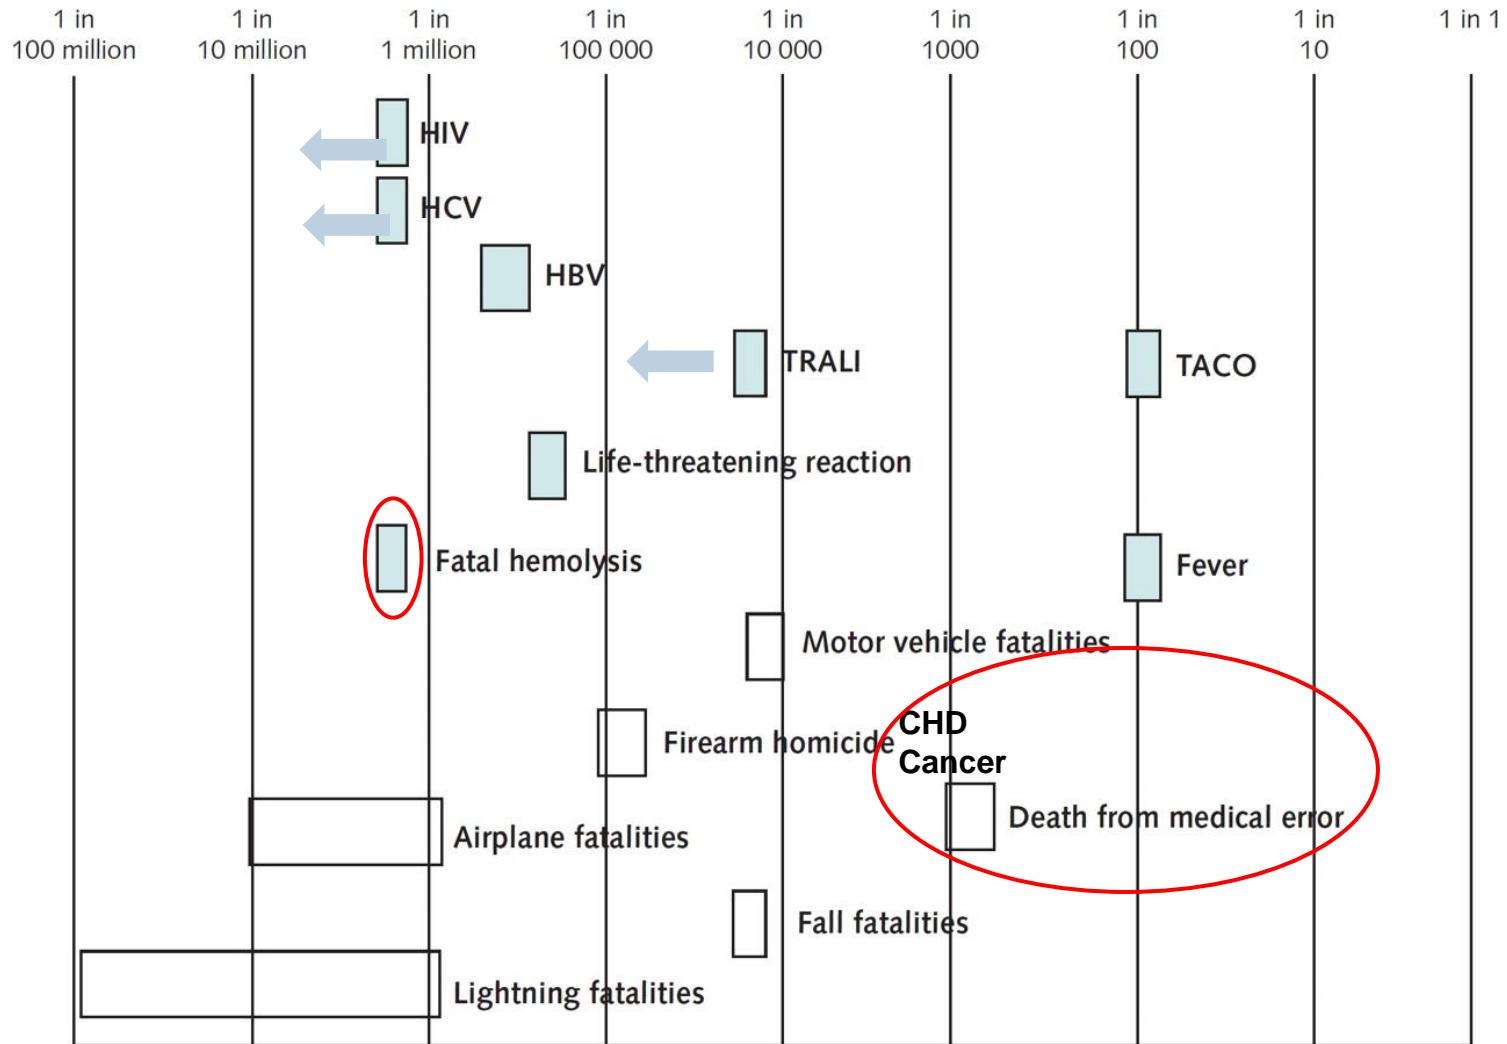 1 in 1 in 1 in 1 in 1 in 1 in 1 in 1 in 1 in 1
100 million 10 million 1 million 100 000 10 000 1000 100 10
HIV
HCV
HBV
TRALI
TACO
Life-threatening reaction
Fatal hemolysis
Fever
Motor vehicle fatalities
CHD
Firearm homicide
Cancer
Death from medical error
Airplane fatalities
Fall fatalities
Lightning fatalities